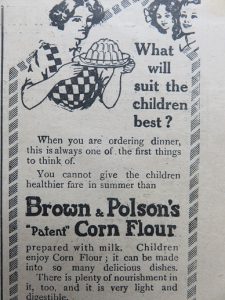 What
will
suit the
children
best?
When you are ordering dinner,
this is always one of the first things
to think of.
You cannot give the children
healthier fare in summer than
Brown & Polson's
"Patent" Corn Flour
prepared with milk. Children
enjoy Corn Flour; it can be made
into so many delicious dishes.
There is plenty of nourishment in
it, too, and it is very light and
digestible.